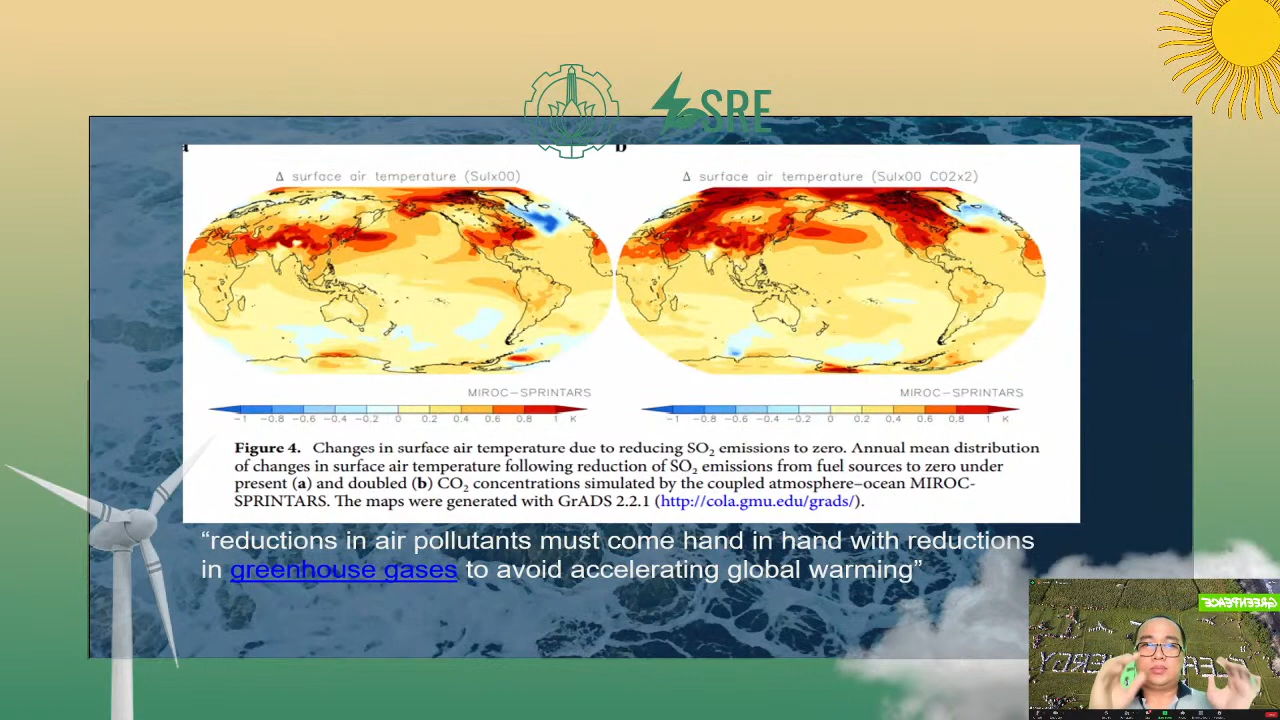 SRE
a
b
Δ surface air temperature (Sulx00)
Δ surface air temperature (Sulx00 CO2x2)
MIROC−SPRINTARS
MIROC−SPRINTARS
−1 −0.8 −0.6 −0.4 −0.2 0 0.2 0.4 0.6 0.8 1 K
−1 −0.8 −0.6 −0.4 −0.2 0 0.2 0.4 0.6 0.8 1 K
Figure 4. Changes in surface air temperature due to reducing SO₂ emissions to zero. Annual mean distribution
of changes in surface air temperature following reduction of SO₂ emissions from fuel sources to zero under
present (a) and doubled (b) CO₂ concentrations simulated by the coupled atmosphere–ocean MIROC-
SPRINTARS. The maps were generated with GrADS 2.2.1 (http://cola.gmu.edu/grads/).
“reductions in air pollutants must come hand in hand with reductions
in greenhouse gases to avoid accelerating global warming”
GREENPEACE